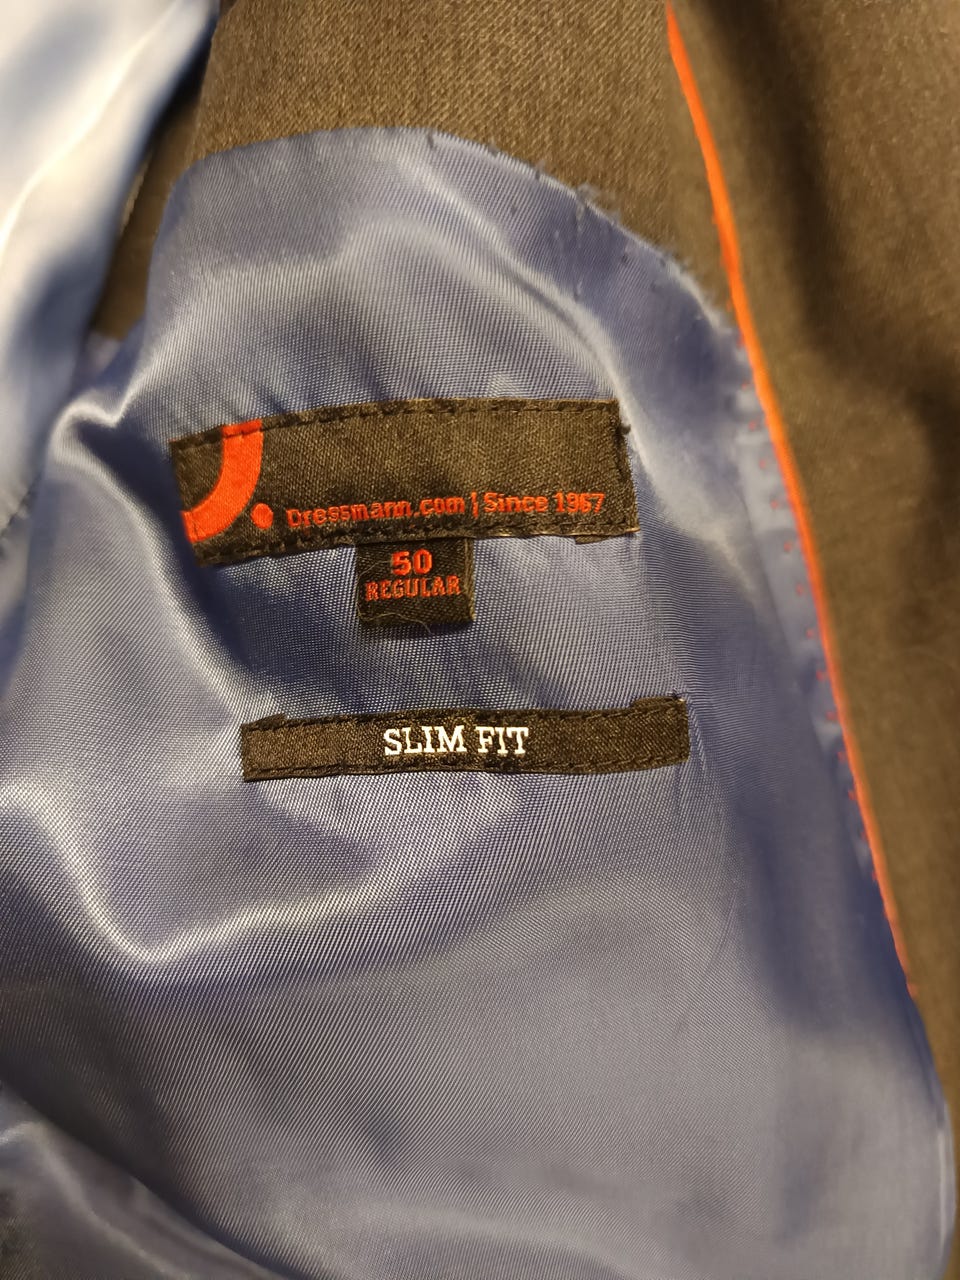 Dressmann.com | Since 1967
50
REGULAR
SLIM FIT